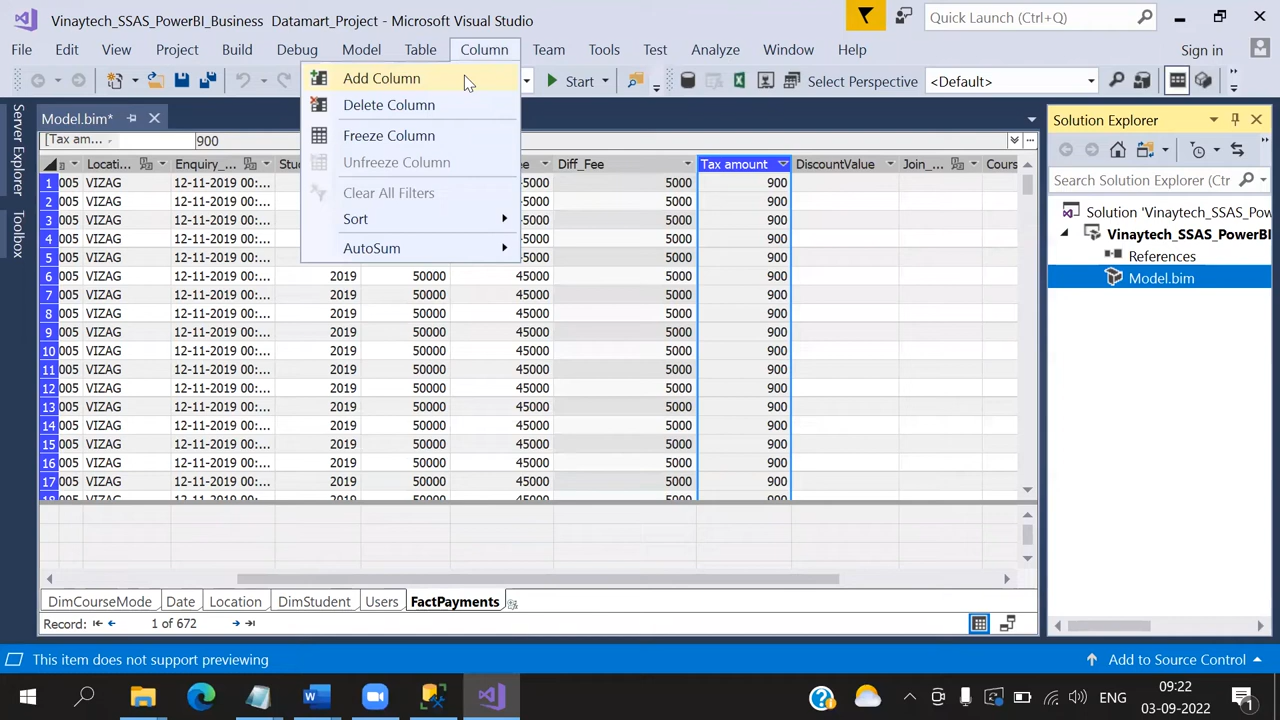 Vinaytech_SSAS_PowerBI_Business Datamart_Project - Microsoft Visual Studio
Quick Launch (Ctrl+Q)
File Edit View Project Build Debug Model Table Column Team Tools Test Analyze Window Help Sign in
Add Column
Delete Column
Freeze Column
Unfreeze Column
Clear All Filters
Sort
AutoSum
Start
Select Perspective <Default>
Server Explorer
Toolbox
Model.bim*
[Tax am... 900
Locati... Enquiry_... Diff_Fee Tax amount DiscountValue Join_... Cours
1 005 VIZAG 12-11-2019 00:... 5000 900
2 005 VIZAG 12-11-2019 00:... 5000 900
3 005 VIZAG 12-11-2019 00:... 5000 900
4 005 VIZAG 12-11-2019 00:... 5000 900
5 005 VIZAG 12-11-2019 00:... 5000 900
6 005 VIZAG 12-11-2019 00:... 2019 50000 45000 5000 900
7 005 VIZAG 12-11-2019 00:... 2019 50000 45000 5000 900
8 005 VIZAG 12-11-2019 00:... 2019 50000 45000 5000 900
9 005 VIZAG 12-11-2019 00:... 2019 50000 45000 5000 900
10 005 VIZAG 12-11-2019 00:... 2019 50000 45000 5000 900
11 005 VIZAG 12-11-2019 00:... 2019 50000 45000 5000 900
12 005 VIZAG 12-11-2019 00:... 2019 50000 45000 5000 900
13 005 VIZAG 12-11-2019 00:... 2019 50000 45000 5000 900
14 005 VIZAG 12-11-2019 00:... 2019 50000 45000 5000 900
15 005 VIZAG 12-11-2019 00:... 2019 50000 45000 5000 900
16 005 VIZAG 12-11-2019 00:... 2019 50000 45000 5000 900
17 005 VIZAG 12-11-2019 00:... 2019 50000 45000 5000 900
DimCourseMode Date Location DimStudent Users FactPayments
Record: 1 of 672
Solution Explorer
Search Solution Explorer (Ctrl
Solution 'Vinaytech_SSAS_Pow
Vinaytech_SSAS_PowerBI
References
Model.bim
This item does not support previewing
Add to Source Control
ENG
09:22
03-09-2022
1